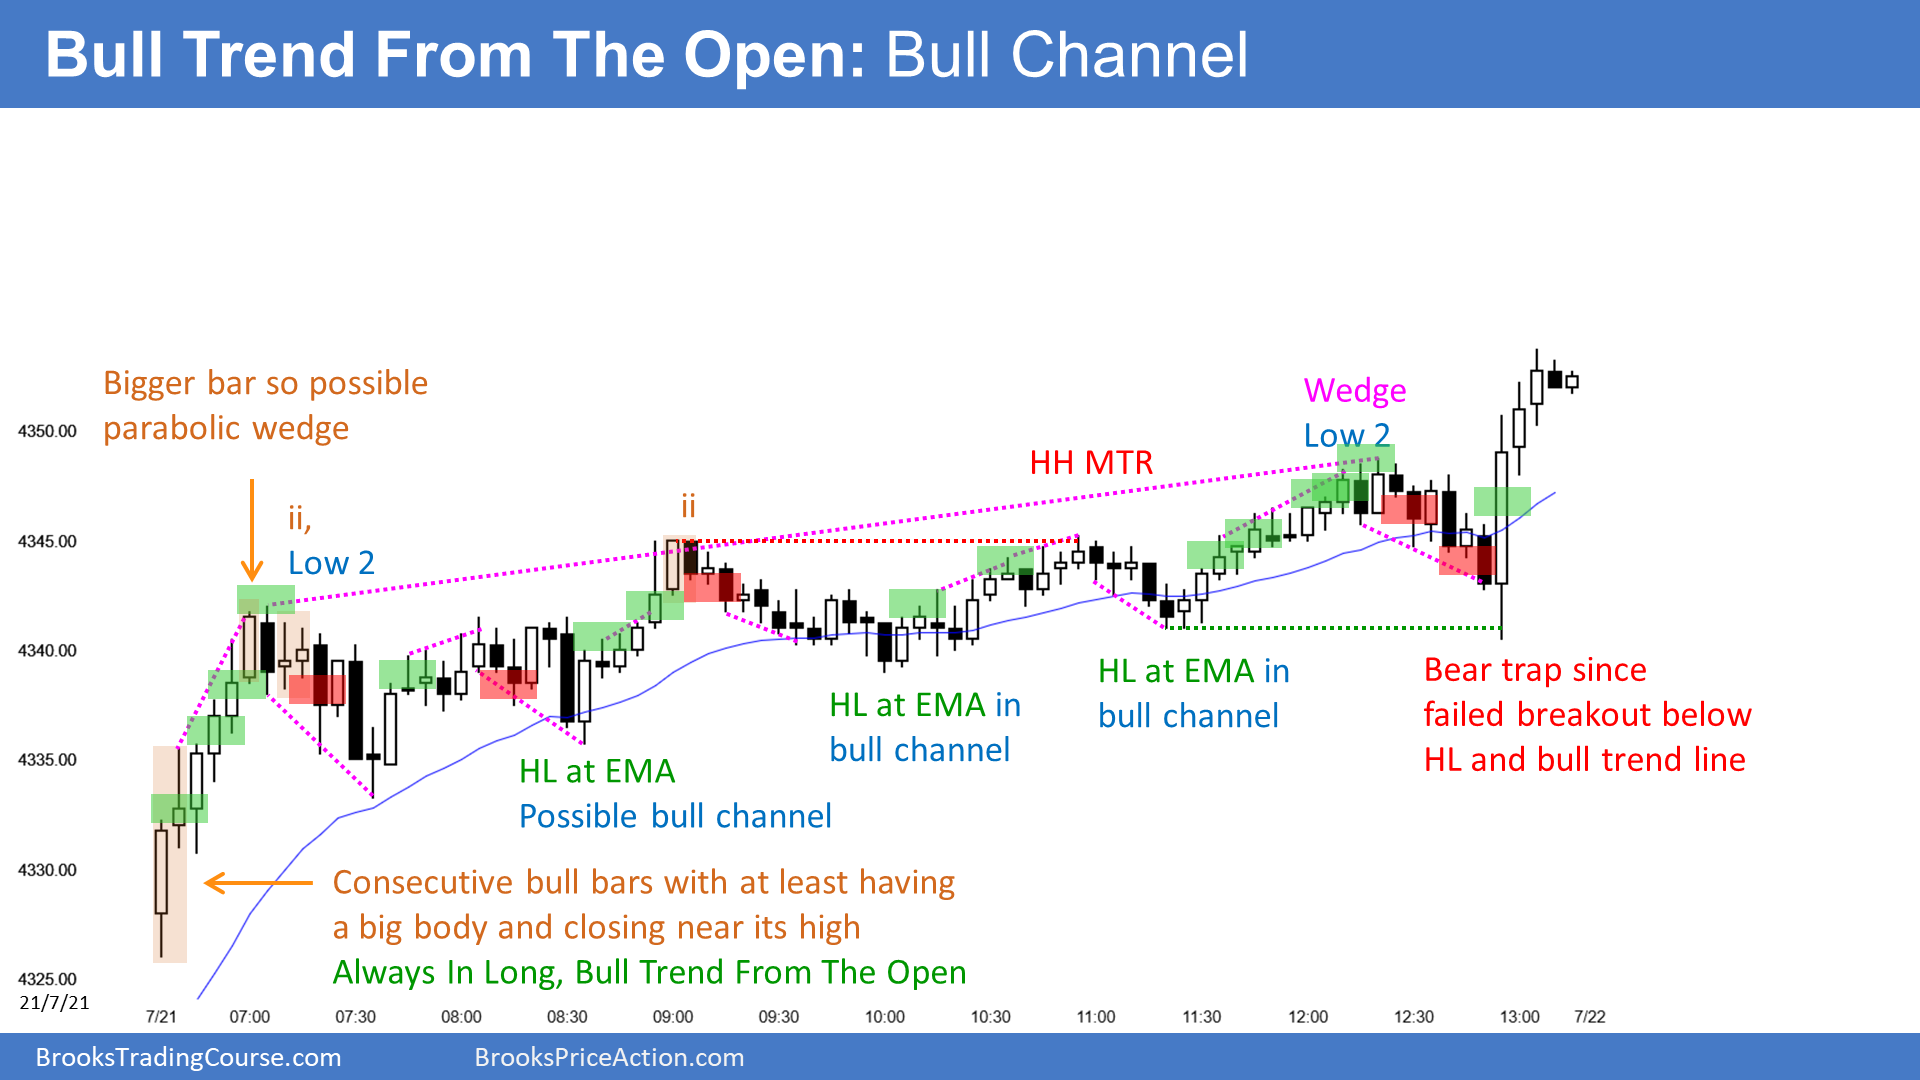 Bull Trend From The Open: Bull Channel
Bigger bar so possible
parabolic wedge
ii,
Low 2
ii
HH MTR
Wedge
Low 2
HL at EMA
Possible bull channel
HL at EMA in
bull channel
HL at EMA in
bull channel
Bear trap since
failed breakout below
HL and bull trend line
Consecutive bull bars with at least having
a big body and closing near its high
Always In Long, Bull Trend From The Open
4350.00
4345.00
4340.00
4335.00
4330.00
4325.00
21/7/21
7/21 07:00 07:30 08:00 08:30 09:00 09:30 10:00 10:30 11:00 11:30 12:00 12:30 13:00 7/22
BrooksTradingCourse.com BrooksPriceAction.com